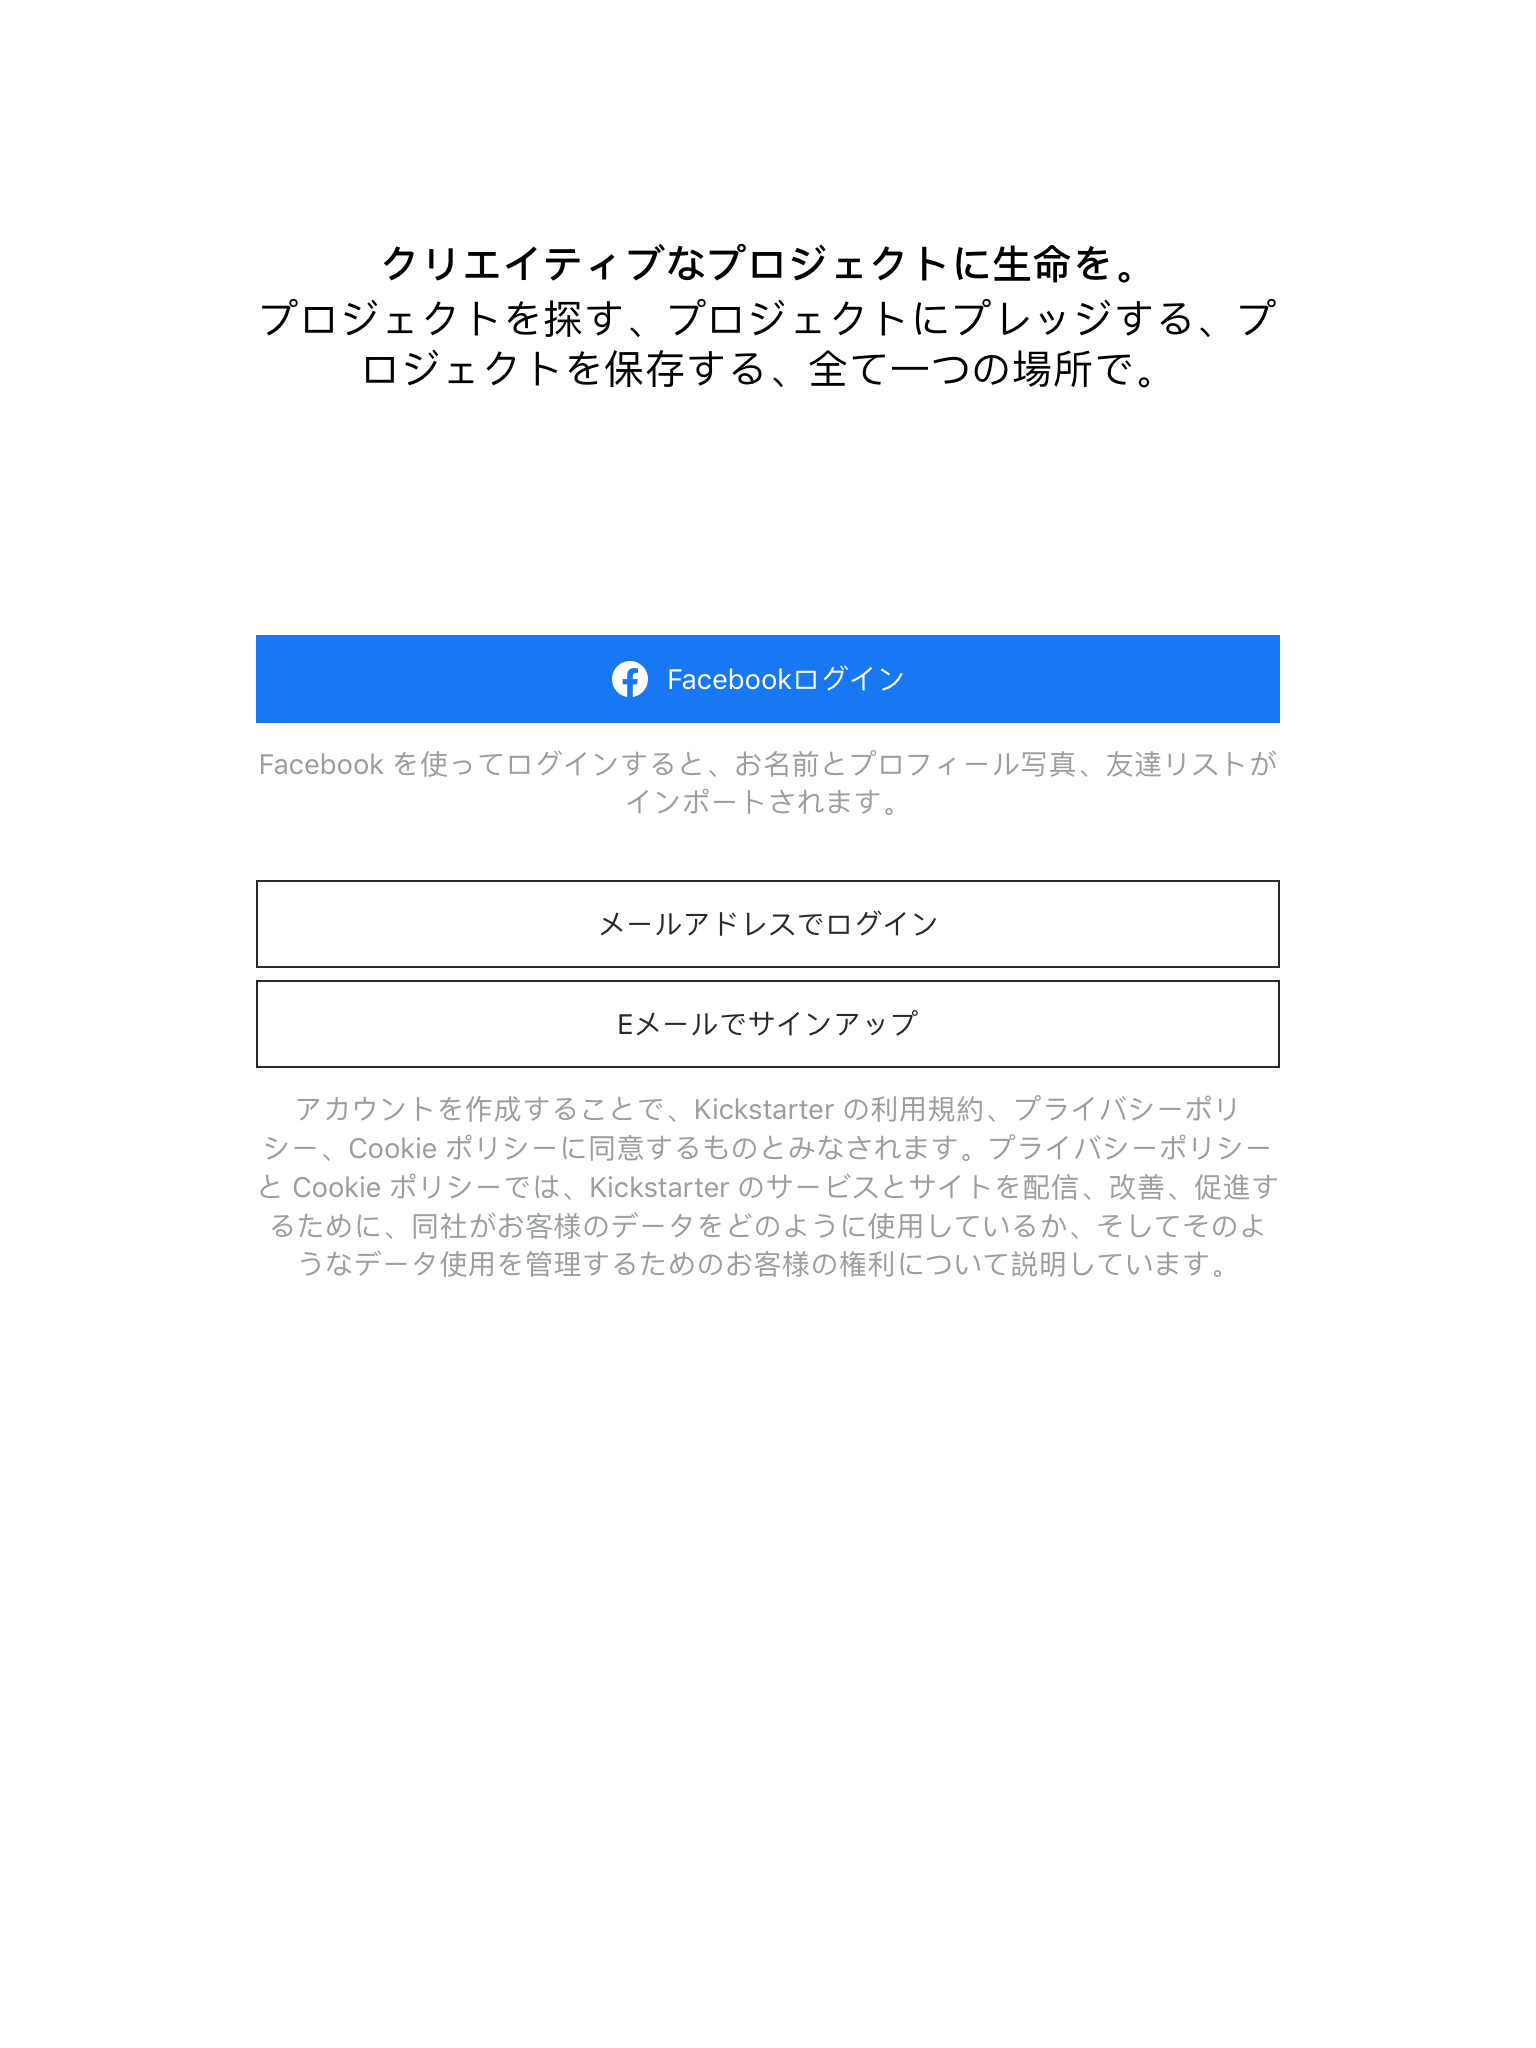 クリエイティブなプロジェクトに生命を。
プロジェクトを探す、プロジェクトにプレッジする、プ
ロジェクトを保存する、全て一つの場所で。
Facebookログイン
Facebook を使ってログインすると、お名前とプロフィール写真、友達リストが
インポートされます。
メールアドレスでログイン
Eメールでサインアップ
アカウントを作成することで、Kickstarter の利用規約、プライバシーポリ
シー、Cookie ポリシーに同意するものとみなされます。プライバシーポリシー
と Cookie ポリシーでは、Kickstarter のサービスとサイトを配信、改善、促進す
るために、同社がお客様のデータをどのように使用しているか、そしてそのよ
うなデータ使用を管理するためのお客様の権利について説明しています。